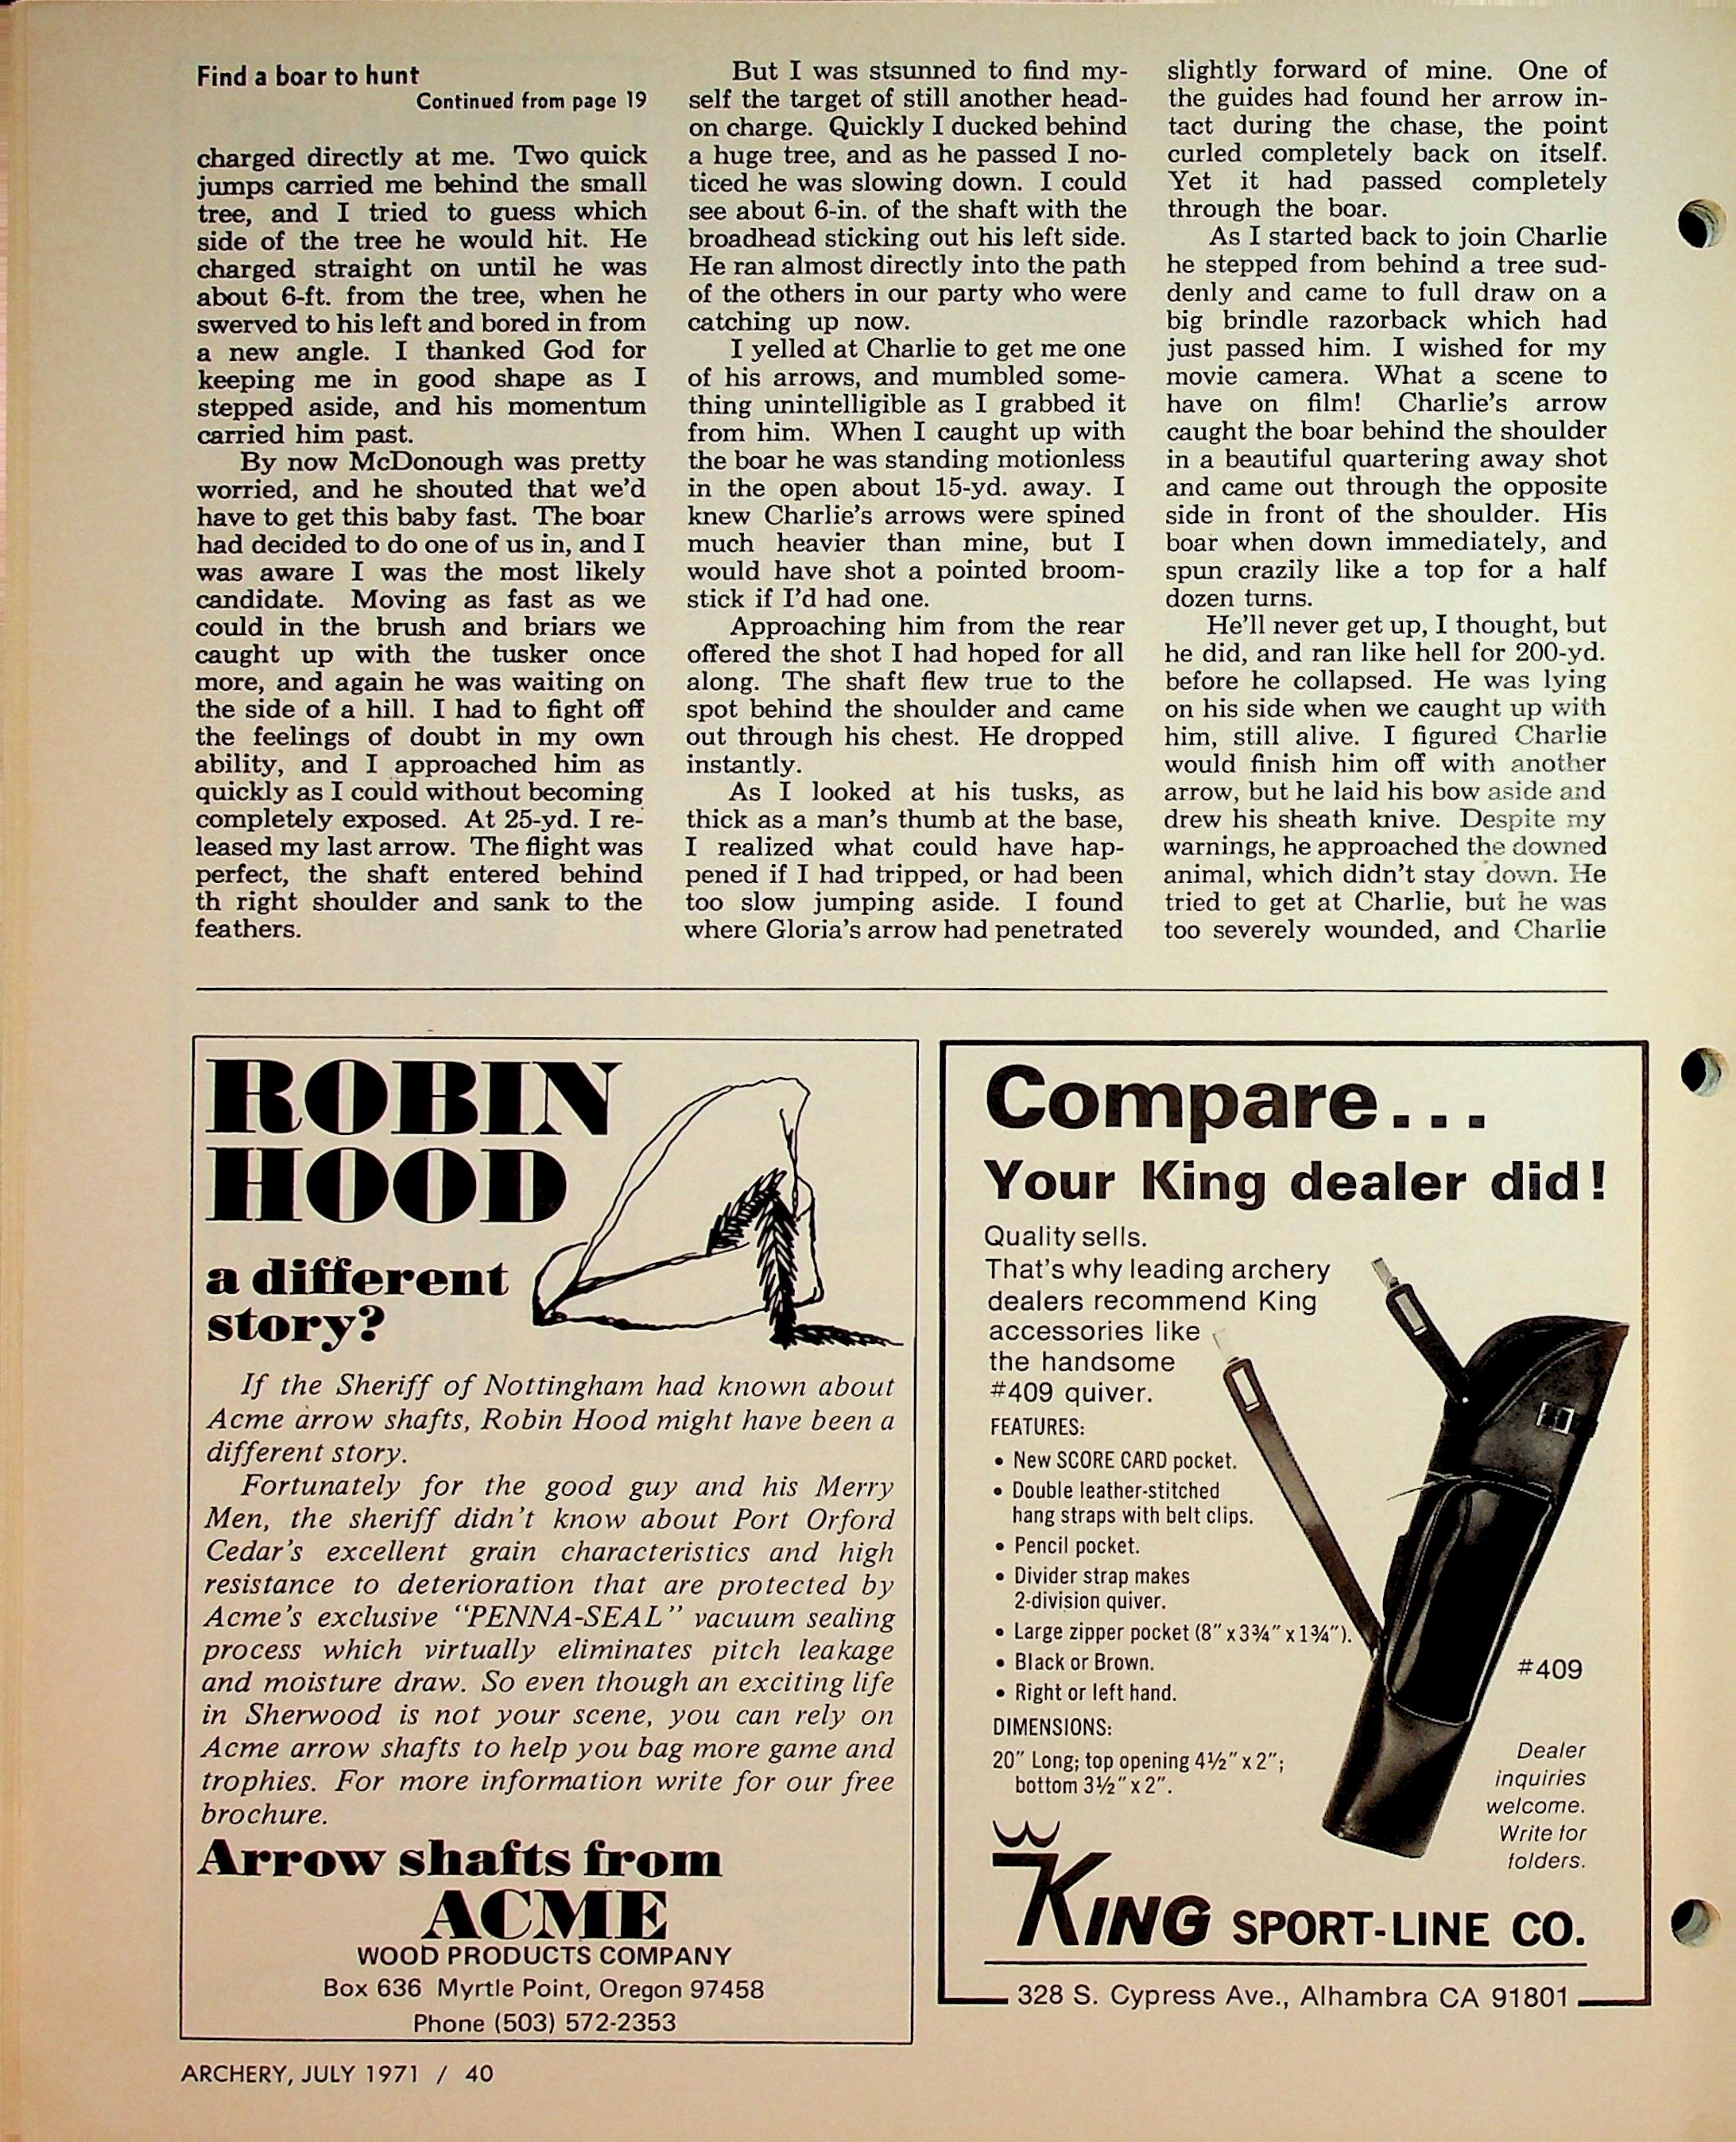 Find a boar to hunt
Continued from page 19
charged directly at me. Two quick
jumps carried me behind the small
tree, and I tried to guess which
side of the tree he would hit. He
charged straight on until he was
about 6-ft. from the tree, when he
swerved to his left and bored in from
a new angle. I thanked God for
keeping me in good shape as I
stepped aside, and his momentum
carried him past.
By now McDonough was pretty
worried, and he shouted that we'd
have to get this baby fast. The boar
had decided to do one of us in, and I
was aware I was the most likely
candidate. Moving as fast as we
could in the brush and briars we
caught up with the tusker once
more, and again he was waiting on
the side of a hill. I had to fight off
the feelings of doubt in my own
ability, and I approached him as
quickly as I could without becoming
completely exposed. At 25-yd. I re-
leased my last arrow. The flight was
perfect, the shaft entered behind
th right shoulder and sank to the
feathers.
But I was stsunned to find my-
self the target of still another head-
on charge. Quickly I ducked behind
a huge tree, and as he passed I no-
ticed he was slowing down. I could
see about 6-in. of the shaft with the
broadhead sticking out his left side.
He ran almost directly into the path
of the others in our party who were
catching up now.
I yelled at Charlie to get me one
of his arrows, and mumbled some-
thing unintelligible as I grabbed it
from him. When I caught up with
the boar he was standing motionless
in the open about 15-yd. away. I
knew Charlie's arrows were spined
much heavier than mine, but I
would have shot a pointed broom-
stick if I'd had one.
Approaching him from the rear
offered the shot I had hoped for all
along. The shaft flew true to the
spot behind the shoulder and came
out through his chest. He dropped
instantly.
As I looked at his tusks, as
thick as a man's thumb at the base,
I realized what could have hap-
pened if I had tripped, or had been
too slow jumping aside. I found
where Gloria's arrow had penetrated
slightly forward of mine. One of
the guides had found her arrow in-
tact during the chase, the point
curled completely back on itself.
Yet it had passed completely
through the boar.
As I started back to join Charlie
he stepped from behind a tree sud-
denly and came to full draw on a
big brindle razorback which had
just passed him. I wished for my
movie camera. What a scene to
have on film! Charlie's arrow
caught the boar behind the shoulder
in a beautiful quartering away shot
and came out through the opposite
side in front of the shoulder. His
boar when down immediately, and
spun crazily like a top for a half
dozen turns.
He'll never get up, I thought, but
he did, and ran like hell for 200-yd.
before he collapsed. He was lying
on his side when we caught up with
him, still alive. I figured Charlie
would finish him off with another
arrow, but he laid his bow aside and
drew his sheath knive. Despite my
warnings, he approached the downed
animal, which didn't stay down. He
tried to get at Charlie, but he was
too severely wounded, and Charlie
ROBIN
HOOD
a different
story?
If the Sheriff of Nottingham had known about
Acme arrow shafts, Robin Hood might have been a
different story.
Fortunately for the good guy and his Merry
Men, the sheriff didn't know about Port Orford
Cedar's excellent grain characteristics and high
resistance to deterioration that are protected by
Acme's exclusive "PENNA-SEAL" vacuum sealing
process which virtually eliminates pitch leakage
and moisture draw. So even though an exciting life
in Sherwood is not your scene, you can rely on
Acme arrow shafts to help you bag more game and
trophies. For more information write for our free
brochure.
Arrow shafts from
ACME
WOOD PRODUCTS COMPANY
Box 636 Myrtle Point, Oregon 97458
Phone (503) 572-2353
Compare...
Your King dealer did!
Quality sells.
That's why leading archery
dealers recommend King
accessories like
the handsome
#409 quiver.
FEATURES:
• New SCORE CARD pocket.
• Double leather-stitched
hang straps with belt clips.
• Pencil pocket.
• Divider strap makes
2-division quiver.
• Large zipper pocket (8" x 3¾" x 1¾").
• Black or Brown.
• Right or left hand.
DIMENSIONS:
20" Long; top opening 4½" x 2";
bottom 3½" x 2".
#409
Dealer
inquiries
welcome.
Write for
folders.
KING SPORT-LINE CO.
328 S. Cypress Ave., Alhambra CA 91801
ARCHERY, JULY 1971 / 40